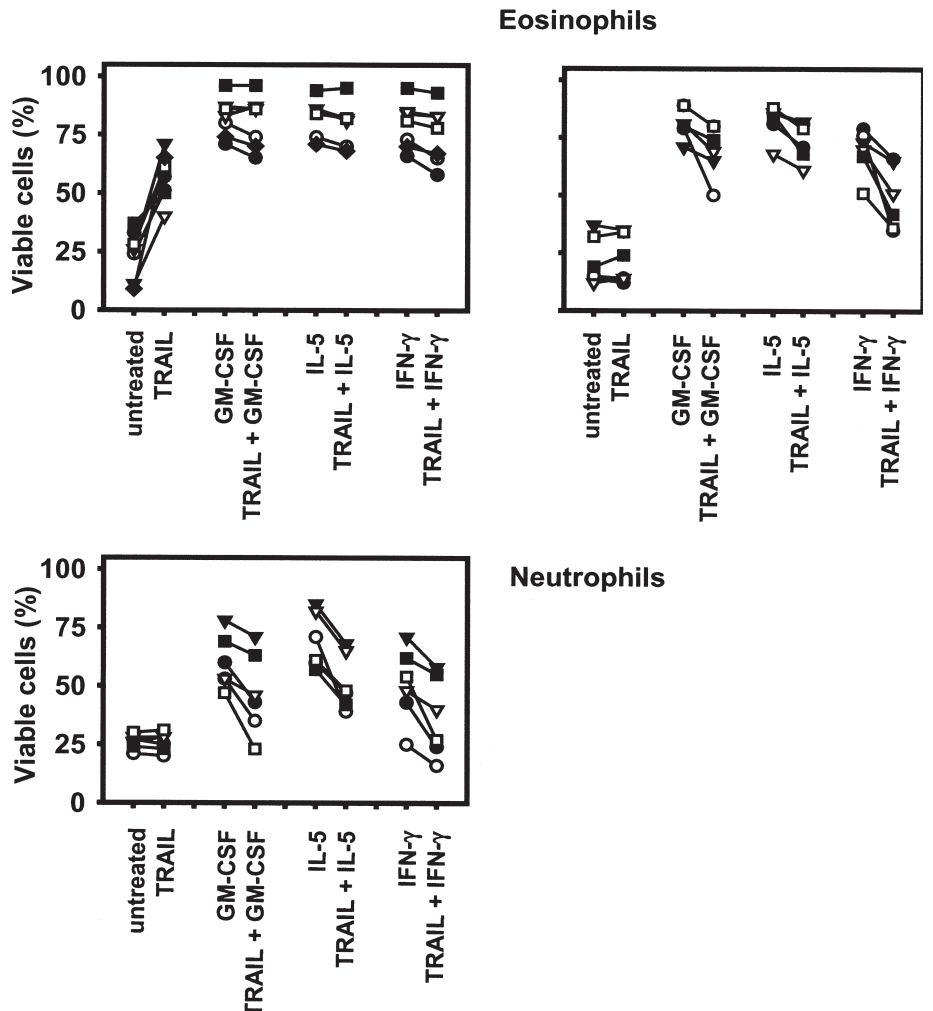 Eosinophils
Viable cells (%)
100
75
50
25
0
untreated
TRAIL
GM-CSF
TRAIL + GM-CSF
IL-5
TRAIL + IL-5
IFN-γ
TRAIL + IFN-γ
untreated
TRAIL
GM-CSF
TRAIL + GM-CSF
IL-5
TRAIL + IL-5
IFN-γ
TRAIL + IFN-γ
Neutrophils
Viable cells (%)
100
75
50
25
0
untreated
TRAIL
GM-CSF
TRAIL + GM-CSF
IL-5
TRAIL + IL-5
IFN-γ
TRAIL + IFN-γ